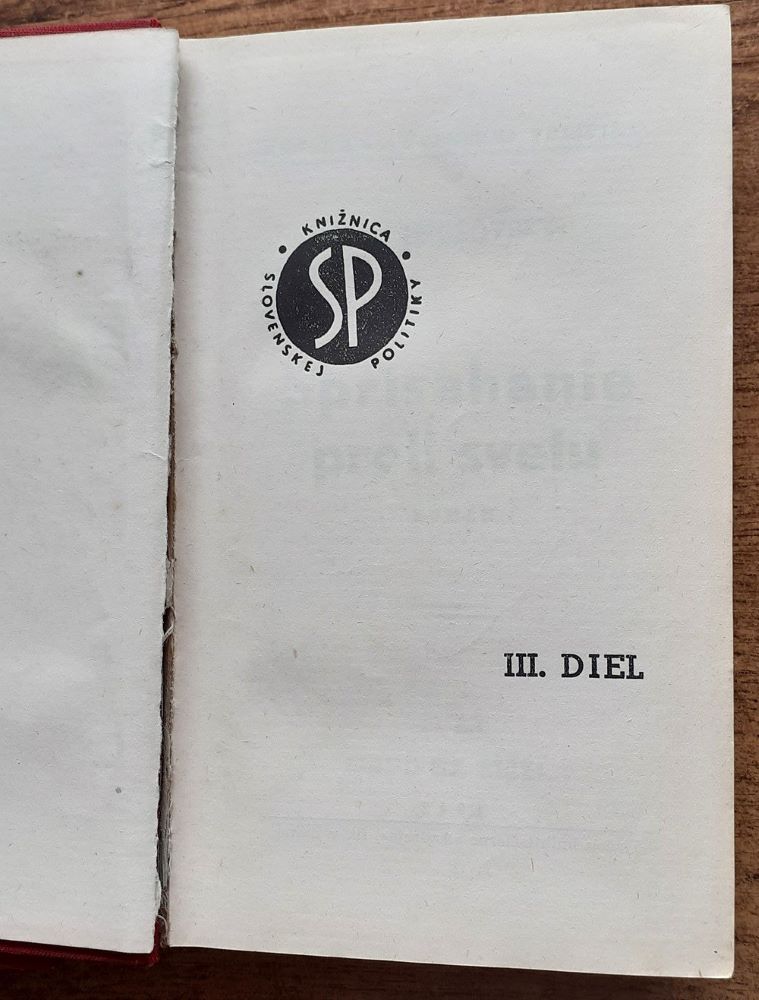 • KNIŽNICA •
SLOVENSKEJ POLITIKY
SP
III. DIEL